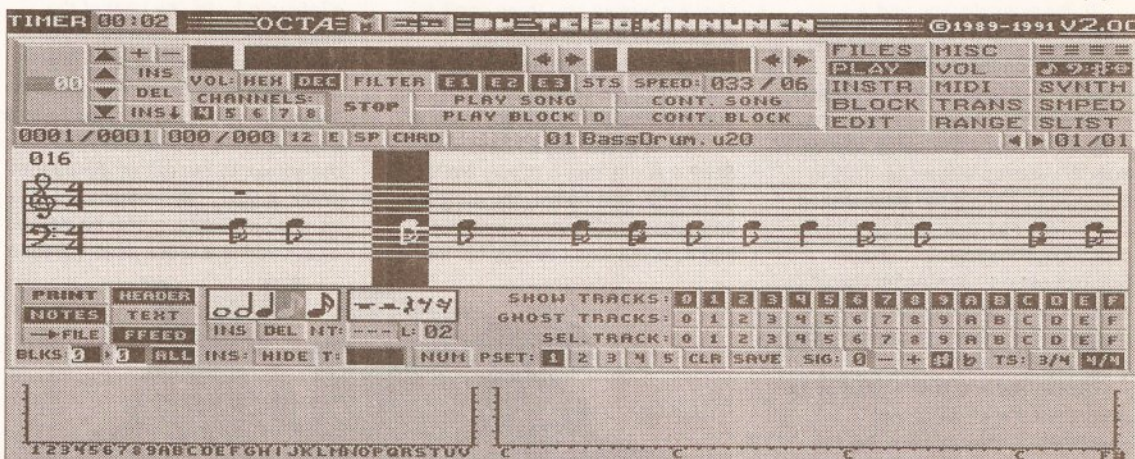 TIMER 00:02 OCTAMED BY TEIJO KINNUNEN ©1989-1991 V2.00
00 + - FILES MISC
INS VOL: HEX DEC FILTER E1 E2 E3 STS SPEED: 033/06 PLAY VOL
DEL CHANNELS: STOP PLAY SONG CONT. SONG INSTR MIDI SYNTH
INS↓ 4 5 6 7 8 PLAY BLOCK D CONT. BLOCK BLOCK TRANS SMPED
EDIT RANGE SLIST
0001/0001 000/000 12 E SP CHRD 01 BassDrum.u20 01/01
016
PRINT HEADER SHOW TRACKS: 0 1 2 3 4 5 6 7 8 9 A B C D E F
NOTES TEXT GHOST TRACKS: 0 1 2 3 4 5 6 7 8 9 A B C D E F
→FILE FFEED INS DEL NT: --- L: 02 SEL.TRACK: 0 1 2 3 4 5 6 7 8 9 A B C D E F
BLKS: 0 0 ALL INS: HIDE T: NUM PSET: 1 2 3 4 5 CLR SAVE SIG: 0 - + # b TS: 3/4 4/4
123456789ABCDEFGHIJKLMNOPQRSTUV C C C C F#